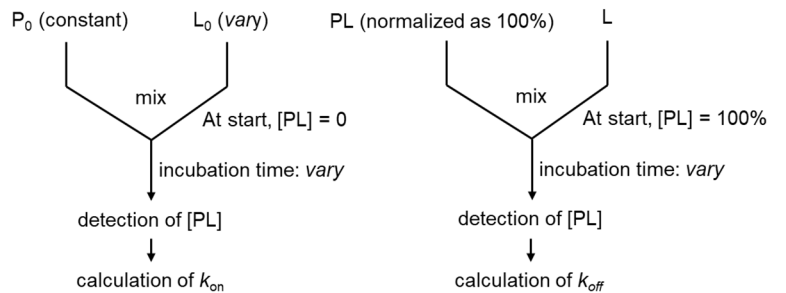 P₀ (constant)
L₀ (vary)
mix
At start, [PL] = 0
incubation time: vary
detection of [PL]
calculation of kₒₙ
PL (normalized as 100%)
L
mix
At start, [PL] = 100%
incubation time: vary
detection of [PL]
calculation of k_off